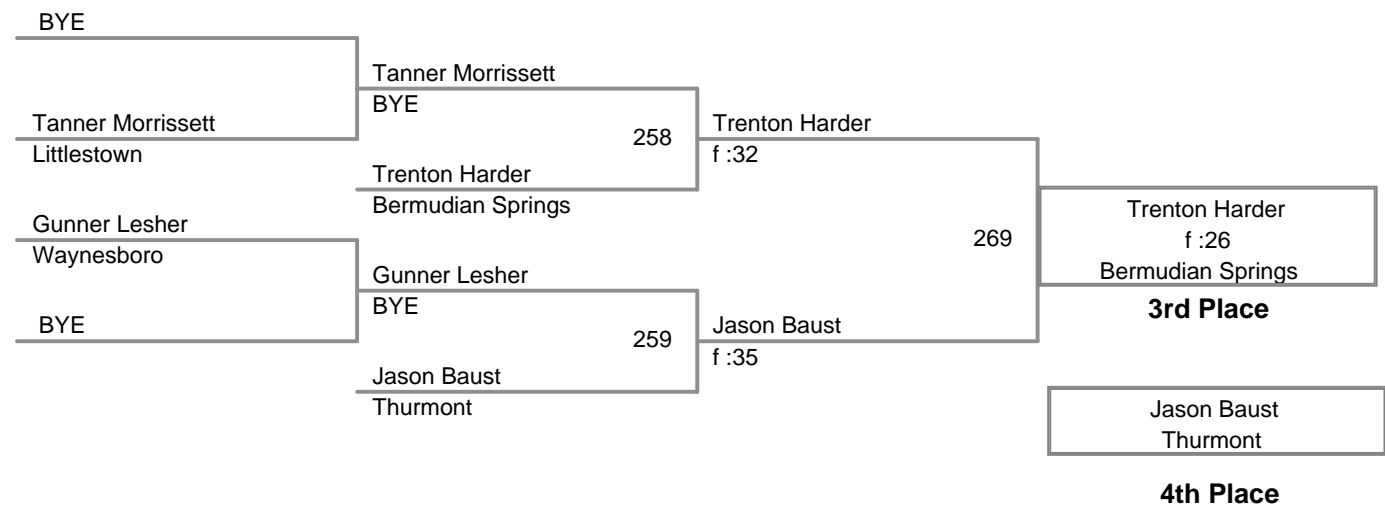 BYE
Tanner Morrissett
BYE
Tanner Morrissett
Littlestown
258
Trenton Harder
f :32
Trenton Harder
Bermudian Springs
Gunner Lesher
Waynesboro
269
Trenton Harder
f :26
Bermudian Springs
3rd Place
Gunner Lesher
BYE
BYE
259
Jason Baust
f :35
Jason Baust
Thurmont
Jason Baust
Thurmont
4th Place